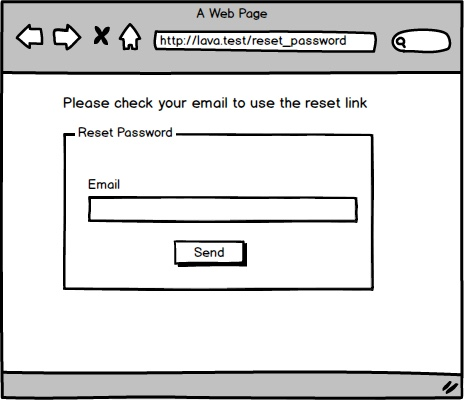 A Web Page
http://lava.test/reset_password
Please check your email to use the reset link
Reset Password
Email
Send